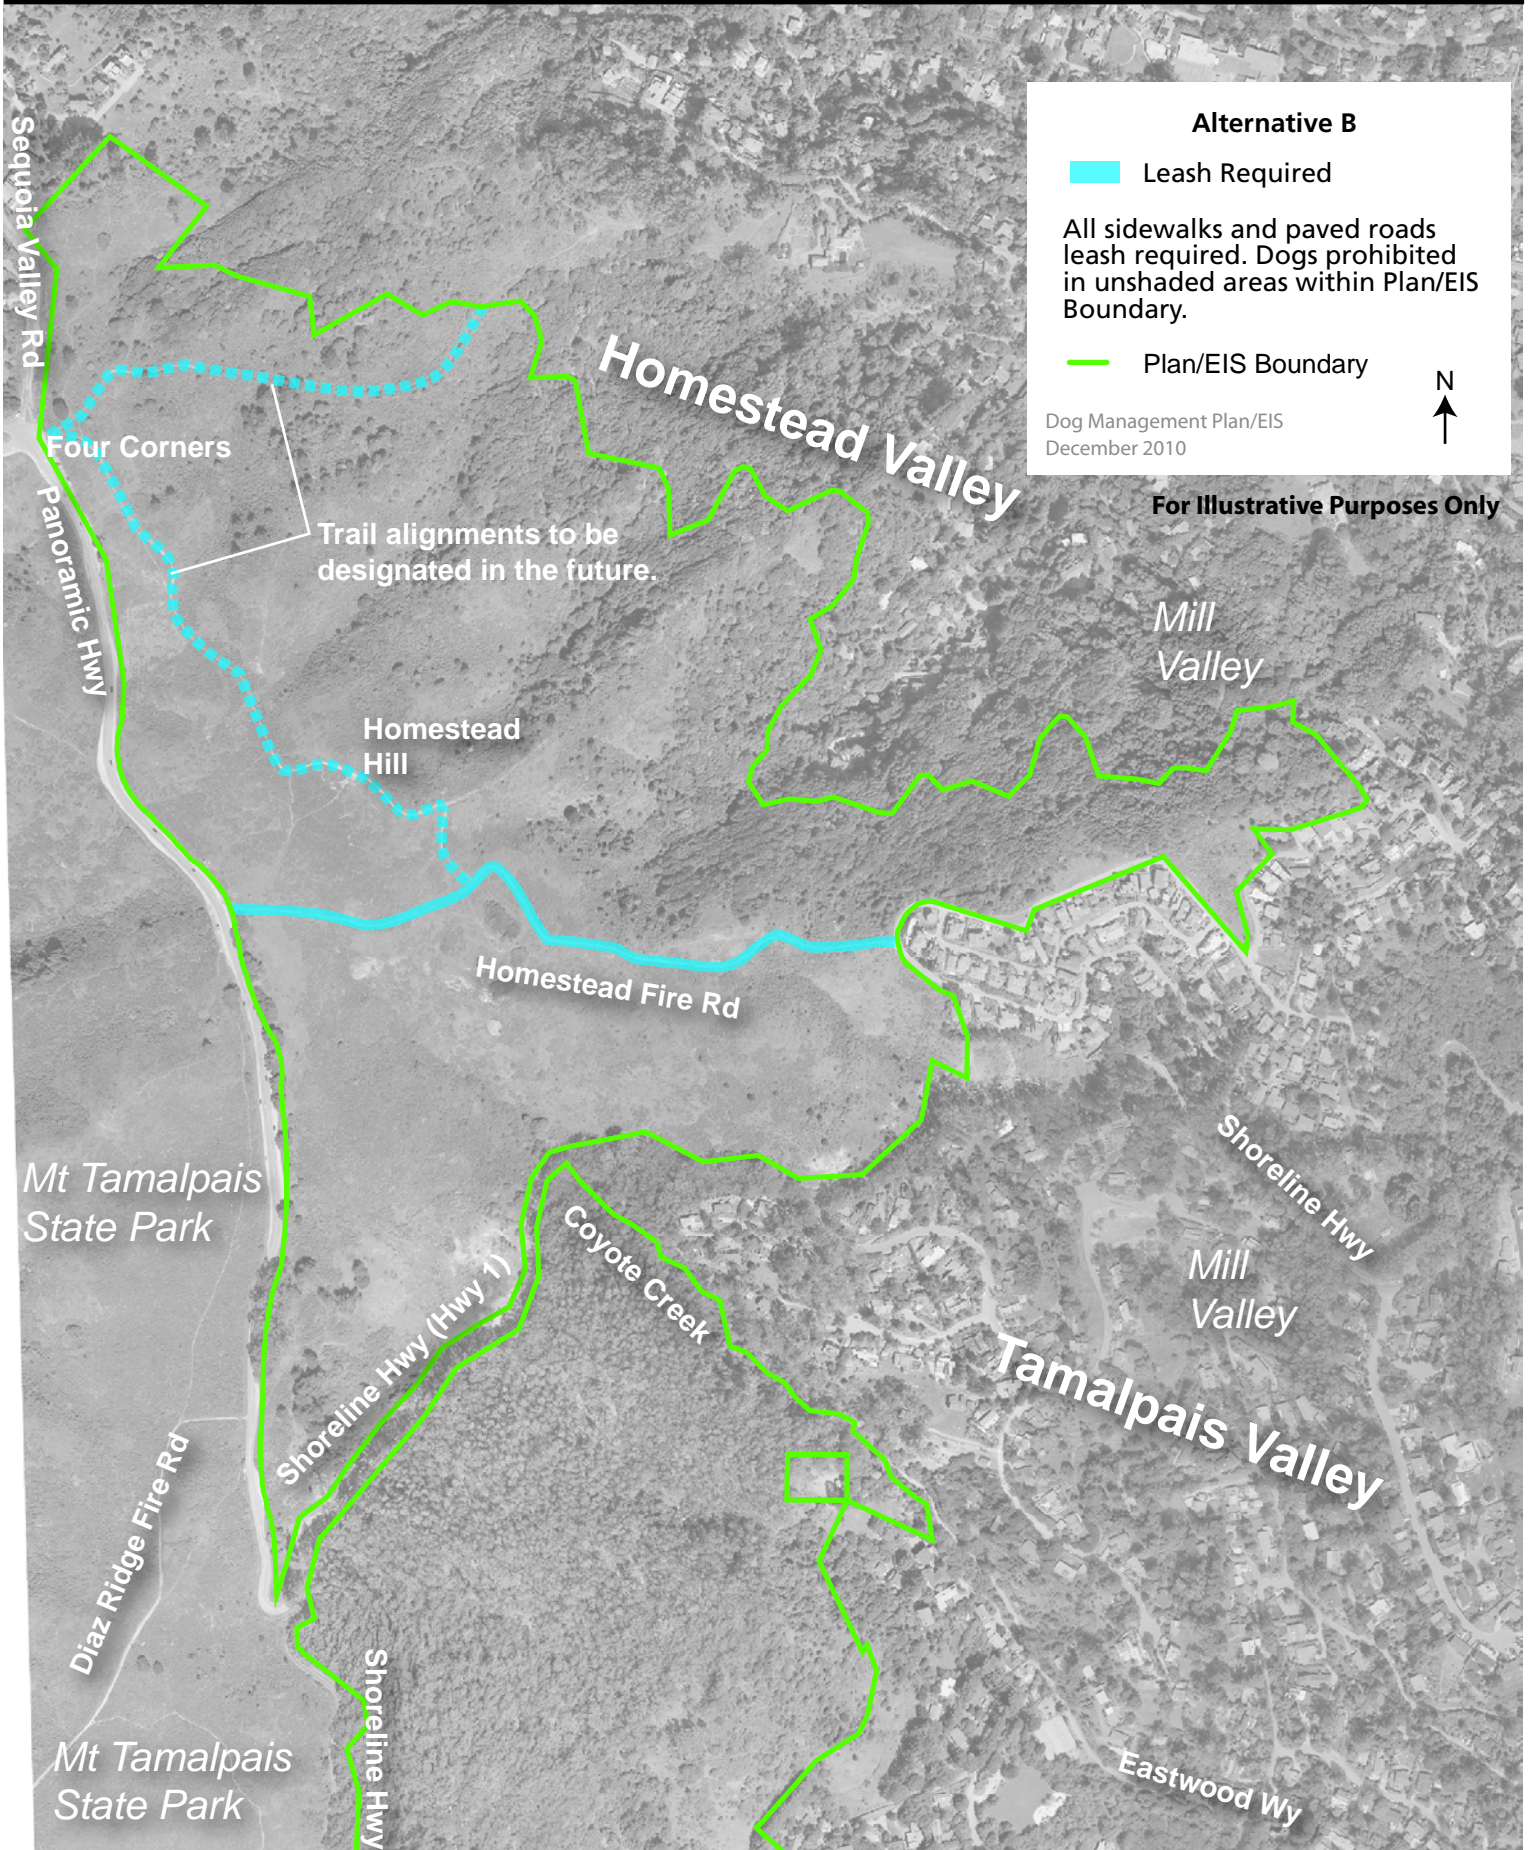 Alternative B
Leash Required
All sidewalks and paved roads
leash required. Dogs prohibited
in unshaded areas within Plan/EIS
Boundary.
Plan/EIS Boundary
N
Dog Management Plan/EIS
December 2010
For Illustrative Purposes Only
Sequoia Valley Rd
Homestead Valley
Four Corners
Panoramic Hwy
Trail alignments to be
designated in the future.
Mill
Valley
Homestead
Hill
Homestead Fire Rd
Shoreline Hwy
Mt Tamalpais
State Park
Coyote Creek
Shoreline Hwy (Hwy 1)
Mill
Valley
Tamalpais Valley
Diaz Ridge Fire Rd
Shoreline Hwy
Mt Tamalpais
State Park
Eastwood Wy